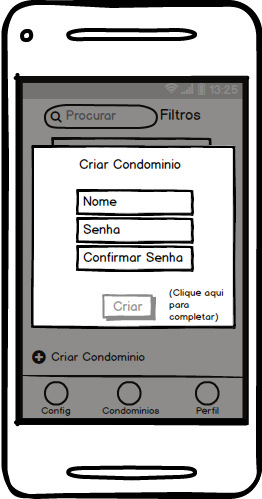 13:25
Procurar
Filtros
Criar Condominio
Nome
Senha
Confirmar Senha
Criar
(Clique aqui
para
completar)
Criar Condominio
Config
Condominios
Perfil